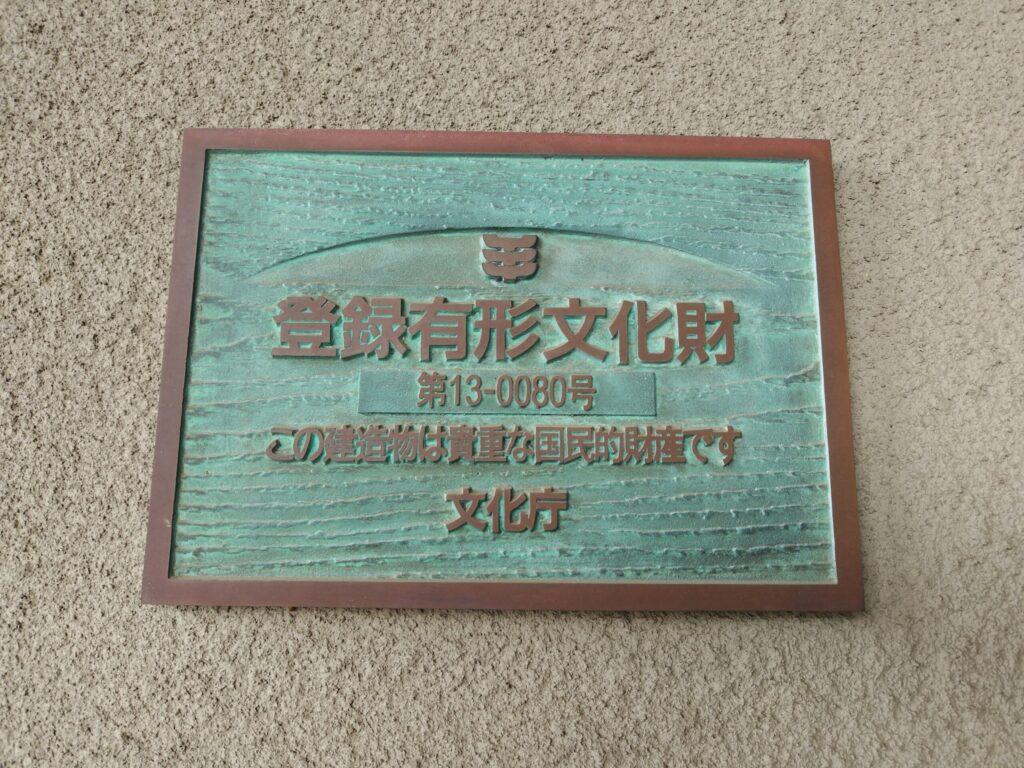 登録有形文化財
第13-0080号
この建造物は貴重な国民的財産です
文化庁